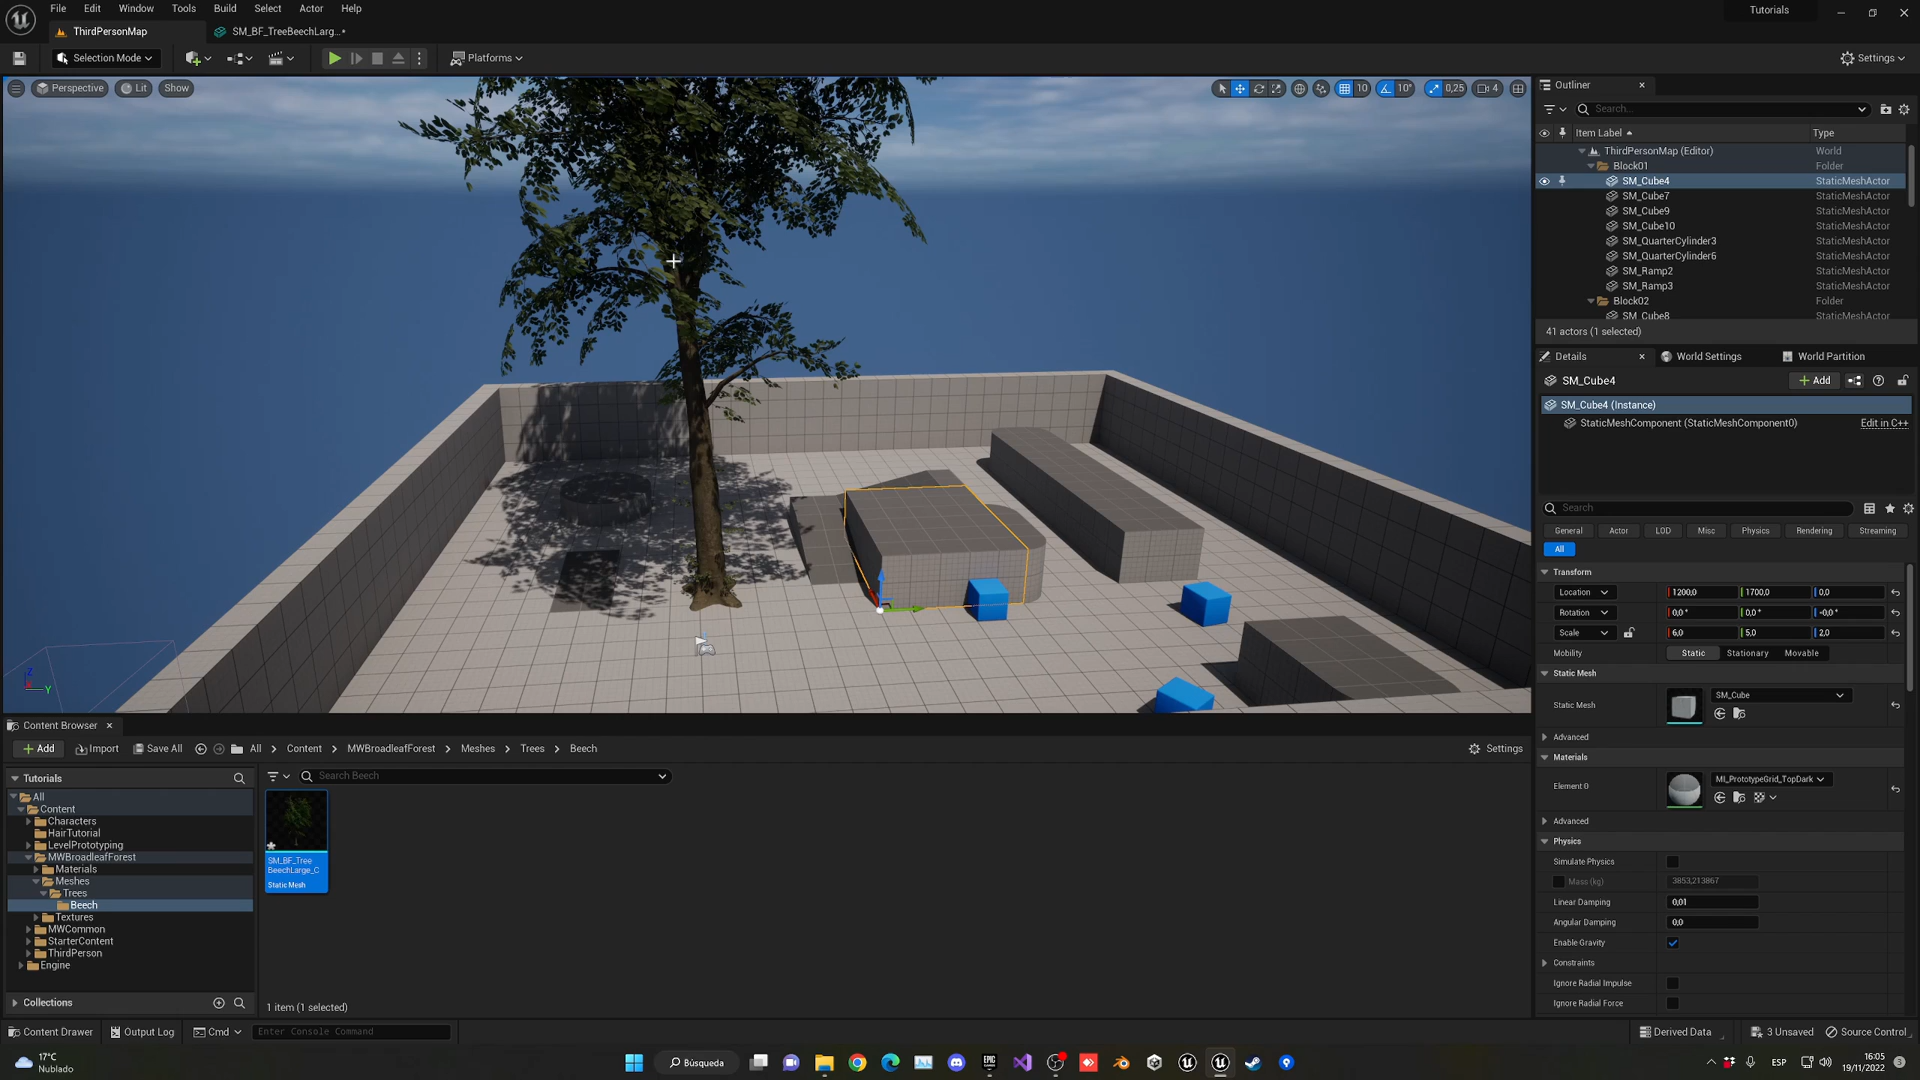 File Edit Window Tools Build Select Actor Help
Tutorials
ThirdPersonMap
SM_BF_TreeBeechLarg...*
Selection Mode
Platforms
Settings
Perspective
Lit
Show
10
10°
0,25
4
Outliner
Search...
Item Label
Type
ThirdPersonMap (Editor) World
Block01 Folder
SM_Cube4 StaticMeshActor
SM_Cube7 StaticMeshActor
SM_Cube9 StaticMeshActor
SM_Cube10 StaticMeshActor
SM_QuarterCylinder3 StaticMeshActor
SM_QuarterCylinder6 StaticMeshActor
SM_Ramp2 StaticMeshActor
SM_Ramp3 StaticMeshActor
Block02 Folder
SM_Cube8 StaticMeshActor
41 actors (1 selected)
Details
World Settings
World Partition
SM_Cube4
+ Add
SM_Cube4 (Instance)
StaticMeshComponent (StaticMeshComponent0) Edit in C++
Search
General Actor LOD Misc Physics Rendering Streaming
All
Transform
Location 1200,0 1700,0 0,0
Rotation 0,0 ° 0,0 ° -0,0 °
Scale 6,0 5,0 2,0
Mobility Static Stationary Movable
Static Mesh
Static Mesh SM_Cube
Advanced
Materials
Element 0 MI_PrototypeGrid_TopDark
Advanced
Physics
Simulate Physics
Mass (kg) 3853,213867
Linear Damping 0,01
Angular Damping 0,0
Enable Gravity
Constraints
Ignore Radial Impulse
Ignore Radial Force
Z
Y
Content Browser
+ Add Import Save All All Content MWBroadleafForest Meshes Trees Beech
Settings
Tutorials
Search Beech
All
Content
Characters
HairTutorial
LevelPrototyping
MWBroadleafForest
Materials
Meshes
Trees
Beech
Textures
MWCommon
StarterContent
ThirdPerson
Engine
SM_BF_Tree
BeechLarge_C
Static Mesh
Collections
1 item (1 selected)
Content Drawer Output Log Cmd Enter Console Command
Derived Data 3 Unsaved Source Control
17°C
Nublado
Búsqueda
EPIC
ESP
16:05
19/11/2022
3